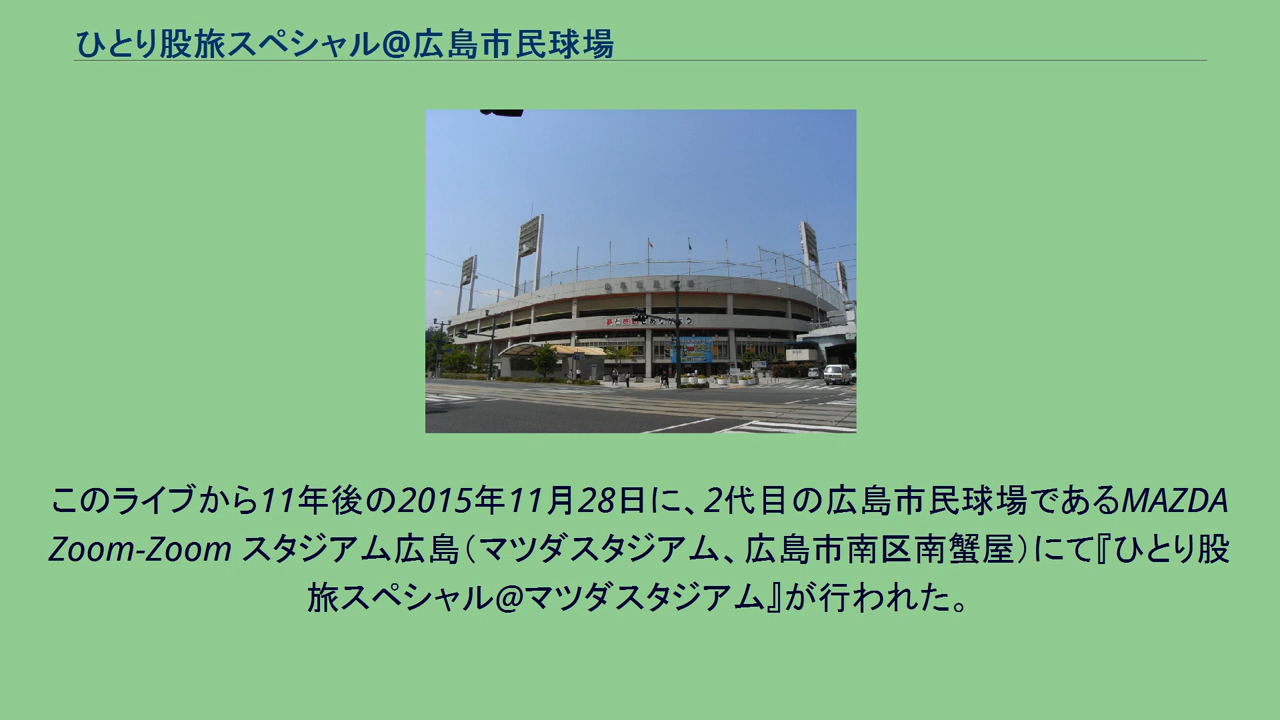 ひとり股旅スペシャル@広島市民球場
このライブから11年後の2015年11月28日に、2代目の広島市民球場であるMAZDA
Zoom-Zoom スタジアム広島（マツダスタジアム、広島市南区南蟹屋）にて『ひとり股
旅スペシャル@マツダスタジアム』が行われた。